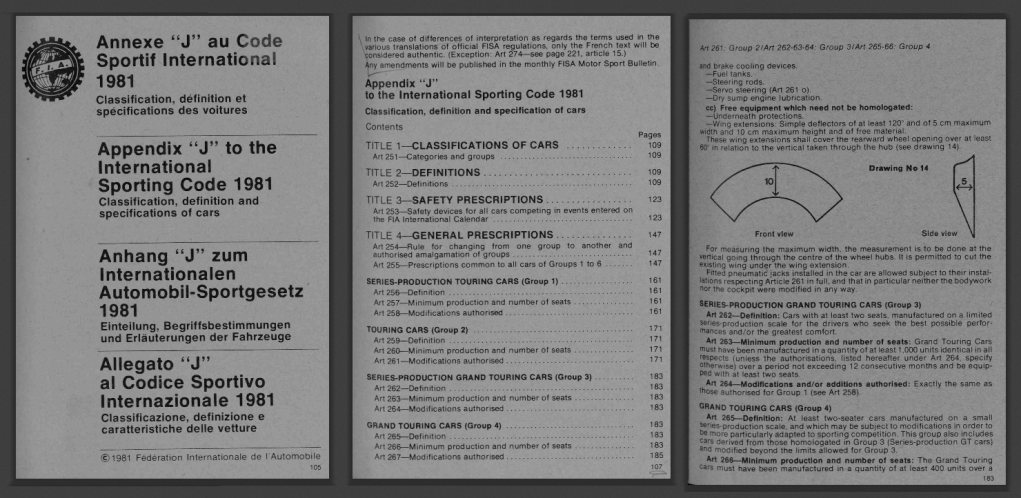 F.I.A.
Annexe “J” au Code
Sportif International
1981
Classification, définition et
spécifications des voitures
Appendix “J” to the
International
Sporting Code 1981
Classification, definition and
specifications of cars
Anhang “J” zum
Internationalen
Automobil-Sportgesetz
1981
Einteilung, Begriffsbestimmungen
und Erläuterungen der Fahrzeuge
Allegato “J”
al Codice Sportivo
Internazionale 1981
Classificazione, definizione e
caratteristiche delle vetture
©1981 Fédération Internationale de l'Automobile
105
In the case of differences of interpretation as regards the terms used in the
various translations of official FISA regulations, only the French text will be
considered authentic. (Exception: Art 274—see page 221, article 15.)
Any amendments will be published in the monthly FISA Motor Sport Bulletin.
Appendix “J”
to the International Sporting Code 1981
Classification, definition and specification of cars
Contents
Pages
TITLE 1—CLASSIFICATIONS OF CARS 109
Art 251—Categories and groups 109
TITLE 2—DEFINITIONS 109
Art 252—Definitions 109
TITLE 3—SAFETY PRESCRIPTIONS 123
Art 253—Safety devices for all cars competing in events entered on
the FIA International Calendar 123
TITLE 4—GENERAL PRESCRIPTIONS 147
Art 254—Rule for changing from one group to another and
authorised amalgamation of groups 147
Art 255—Prescriptions common to all cars of Groups 1 to 6 147
SERIES-PRODUCTION TOURING CARS (Group 1) 161
Art 256—Definition 161
Art 257—Minimum production and number of seats 161
Art 258—Modifications authorised 161
TOURING CARS (Group 2) 171
Art 259—Definition 171
Art 260—Minimum production and number of seats 171
Art 261—Modifications authorised 171
SERIES-PRODUCTION GRAND TOURING CARS (Group 3) 183
Art 262—Definition 183
Art 263—Minimum production and number of seats 183
Art 264—Modifications authorised 183
GRAND TOURING CARS (Group 4) 183
Art 265—Definition 183
Art 266—Minimum production and number of seats 183
Art 267—Modifications authorised 185
107
Art 261: Group 2/Art 262-63-64: Group 3/Art 265-66: Group 4
and brake cooling devices.
—Fuel tanks.
—Steering rods.
—Servo steering (Art 261 o).
—Dry sump engine lubrication.
cc) Free equipment which need not be homologated:
—Underneath protections.
—Wing extensions: Simple deflectors of at least 120° and of 5 cm maximum
width and 10 cm maximum height and of free material.
These wing extensions shall cover the rearward wheel opening over at least
60° in relation to the vertical taken through the hub (see drawing 14).
Drawing No 14
10
5
Front view
Side view
For measuring the maximum width, the measurement is to be done at the
vertical going through the centre of the wheel hubs. It is permitted to cut the
existing wing under the wing extension.
Fitted pneumatic jacks installed in the car are allowed subject to their instal-
lations respecting Article 261 in full, and that in particular neither the bodywork
nor the cockpit were modified in any way.
SERIES-PRODUCTION GRAND TOURING CARS (Group 3)
Art 262—Definition: Cars with at least two seats, manufactured on a limited
series-production scale for the drivers who seek the best possible perfor-
mances and/or the greatest comfort.
Art 263—Minimum production and number of seats: Grand Touring Cars
must have been manufactured in a quantity of at least 1,000 units identical in all
respects (unless the authorisations, listed hereafter under Art 264, specify
otherwise) over a period not exceeding 12 consecutive months and be equip-
ped with at least two seats.
Art 264—Modifications and/or additions authorised: Exactly the same as
those authorised for Group 1 (see Art 258).
GRAND TOURING CARS (Group 4)
Art 265—Definition: At least two-seater cars manufactured on a small
series-production scale, and which may be subject to modifications in order to
be more particularly adapted to sporting competition. This group also includes
cars derived from those homologated in Group 3 (Series-production GT cars)
and modified beyond the limits allowed for Group 3.
Art 266—Minimum production and number of seats: The Grand Touring
cars must have been manufactured in a quantity of at least 400 units over a
183